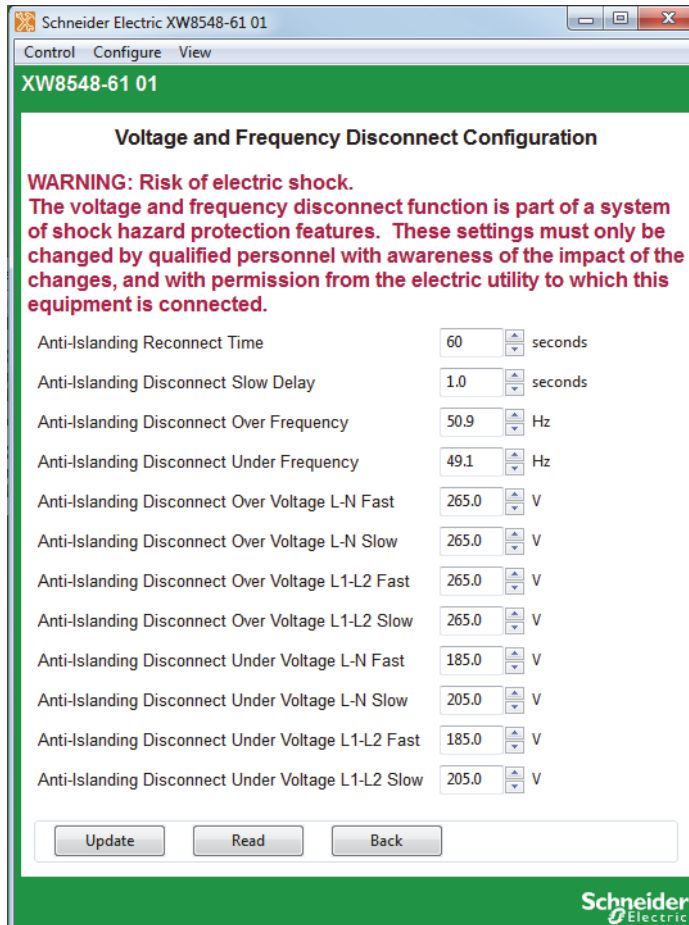 Schneider Electric XW8548-61 01
Control Configure View
XW8548-61 01
Voltage and Frequency Disconnect Configuration
WARNING: Risk of electric shock.
The voltage and frequency disconnect function is part of a system
of shock hazard protection features. These settings must only be
changed by qualified personnel with awareness of the impact of the
changes, and with permission from the electric utility to which this
equipment is connected.
Anti-Islanding Reconnect Time 60 seconds
Anti-Islanding Disconnect Slow Delay 1.0 seconds
Anti-Islanding Disconnect Over Frequency 50.9 Hz
Anti-Islanding Disconnect Under Frequency 49.1 Hz
Anti-Islanding Disconnect Over Voltage L-N Fast 265.0 V
Anti-Islanding Disconnect Over Voltage L-N Slow 265.0 V
Anti-Islanding Disconnect Over Voltage L1-L2 Fast 265.0 V
Anti-Islanding Disconnect Over Voltage L1-L2 Slow 265.0 V
Anti-Islanding Disconnect Under Voltage L-N Fast 185.0 V
Anti-Islanding Disconnect Under Voltage L-N Slow 205.0 V
Anti-Islanding Disconnect Under Voltage L1-L2 Fast 185.0 V
Anti-Islanding Disconnect Under Voltage L1-L2 Slow 205.0 V
Update Read Back
Schneider
Electric